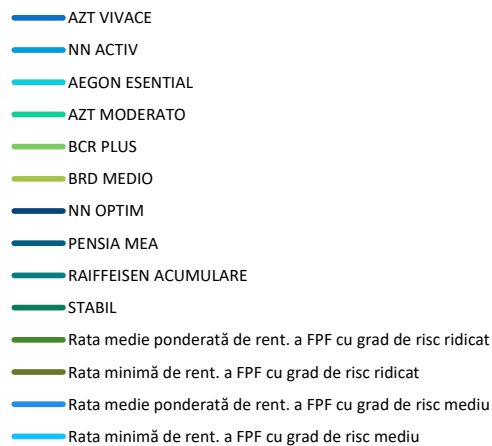 AZT VIVACE
NN ACTIV
AEGON ESENTIAL
AZT MODERATO
BCR PLUS
BRD MEDIO
NN OPTIM
PENSIA MEA
RAIFFEISEN ACUMULARE
STABIL
Rata medie ponderată de rent. a FPF cu grad de risc ridicat
Rata minimă de rent. a FPF cu grad de risc ridicat
Rata medie ponderată de rent. a FPF cu grad de risc mediu
Rata minimă de rent. a FPF cu grad de risc mediu